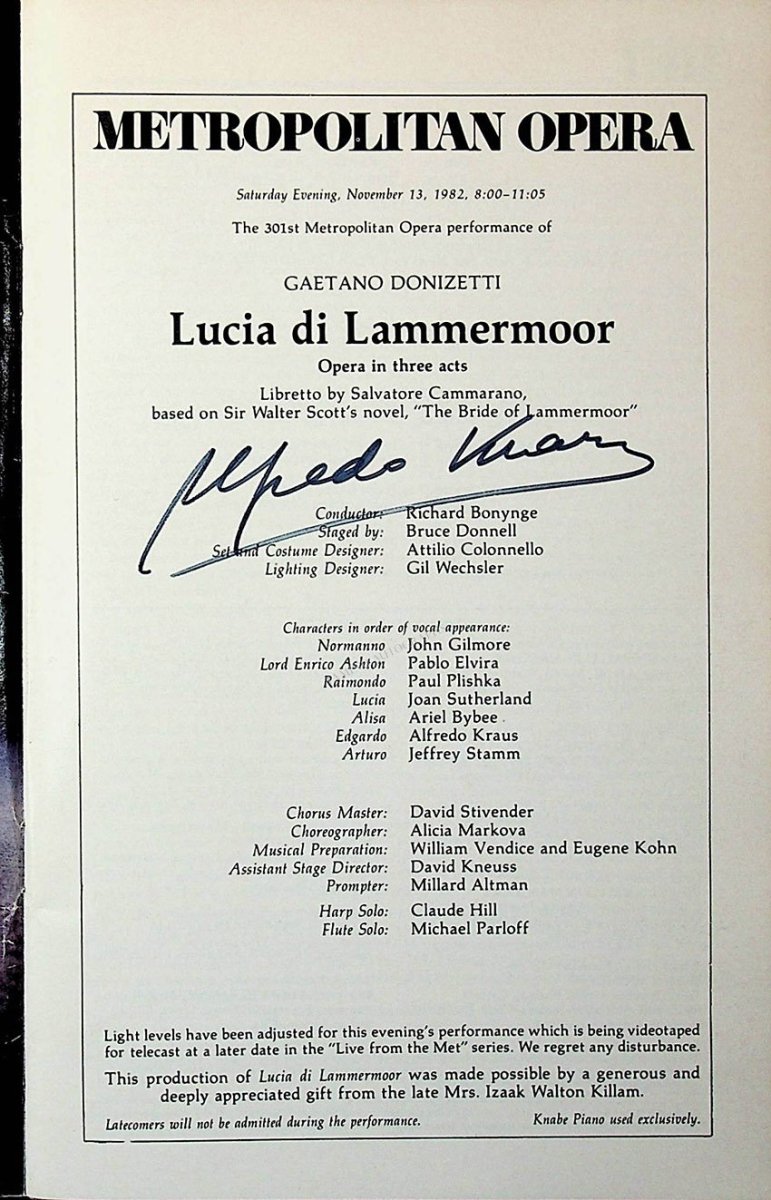 METROPOLITAN OPERA
Saturday Evening, November 13, 1982, 8:00–11:05
The 301st Metropolitan Opera performance of
GAETANO DONIZETTI
Lucia di Lammermoor
Opera in three acts
Libretto by Salvatore Cammarano,
based on Sir Walter Scott's novel, "The Bride of Lammermoor"
Alfredo Kraus
Conductor: Richard Bonynge
Staged by: Bruce Donnell
Set and Costume Designer: Attilio Colonnello
Lighting Designer: Gil Wechsler
Characters in order of vocal appearance:
Normanno John Gilmore
Lord Enrico Ashton Pablo Elvira
Raimondo Paul Plishka
Lucia Joan Sutherland
Alisa Ariel Bybee
Edgardo Alfredo Kraus
Arturo Jeffrey Stamm
Chorus Master: David Stivender
Choreographer: Alicia Markova
Musical Preparation: William Vendice and Eugene Kohn
Assistant Stage Director: David Kneuss
Prompter: Millard Altman
Harp Solo: Claude Hill
Flute Solo: Michael Parloff
Light levels have been adjusted for this evening's performance which is being videotaped
for telecast at a later date in the "Live from the Met" series. We regret any disturbance.
This production of Lucia di Lammermoor was made possible by a generous and
deeply appreciated gift from the late Mrs. Izaak Walton Killam.
Latecomers will not be admitted during the performance. Knabe Piano used exclusively.